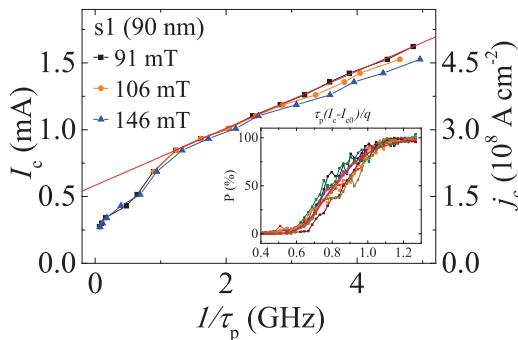 s1 (90 nm)
91 mT
106 mT
146 mT
I_c (mA)
0.0
0.5
1.0
1.5
j_c (10^8 A cm^-2)
0.0
1.5
3.0
4.5
1/τ_p (GHz)
0
2
4
τ_p(I_c-I_c0)/q
P (%)
0
50
100
0.4
0.6
0.8
1.0
1.2